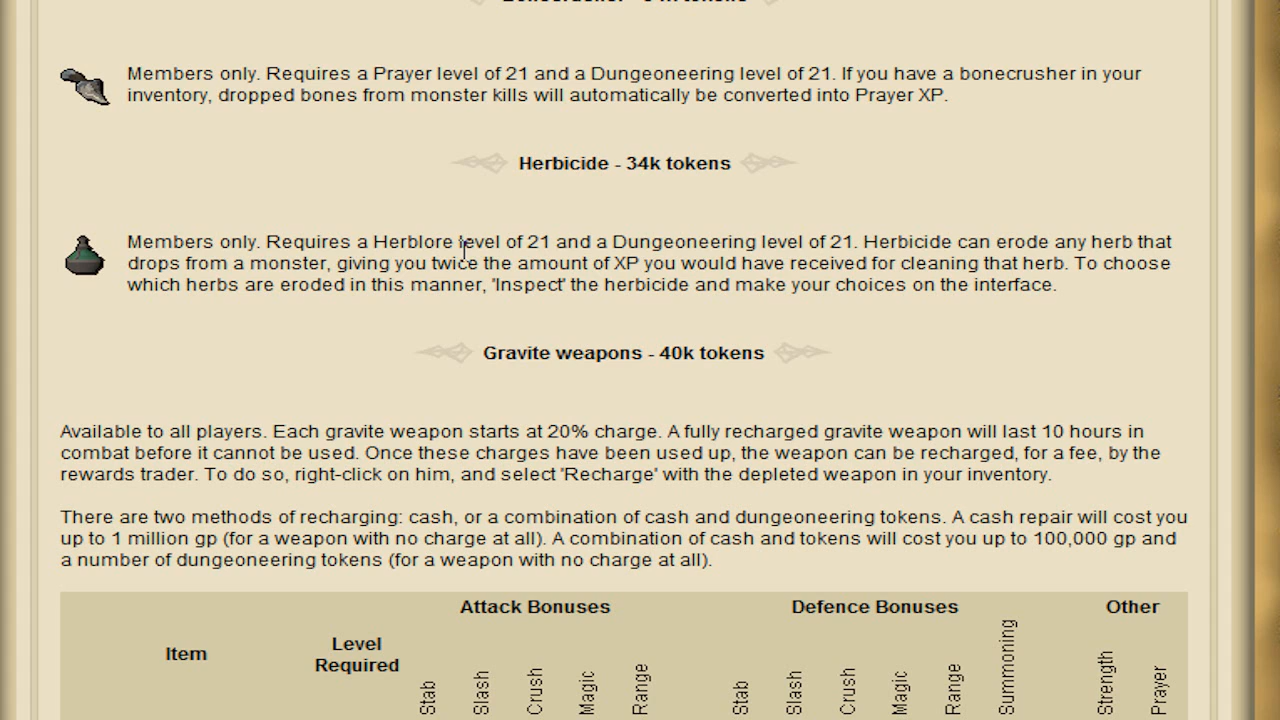 Members only. Requires a Prayer level of 21 and a Dungeoneering level of 21. If you have a bonecrusher in your
inventory, dropped bones from monster kills will automatically be converted into Prayer XP.
Herbicide - 34k tokens
Members only. Requires a Herblore level of 21 and a Dungeoneering level of 21. Herbicide can erode any herb that
drops from a monster, giving you twice the amount of XP you would have received for cleaning that herb. To choose
which herbs are eroded in this manner, 'Inspect' the herbicide and make your choices on the interface.
Gravite weapons - 40k tokens
Available to all players. Each gravite weapon starts at 20% charge. A fully recharged gravite weapon will last 10 hours in
combat before it cannot be used. Once these charges have been used up, the weapon can be recharged, for a fee, by the
rewards trader. To do so, right-click on him, and select 'Recharge' with the depleted weapon in your inventory.
There are two methods of recharging: cash, or a combination of cash and dungeoneering tokens. A cash repair will cost you
up to 1 million gp (for a weapon with no charge at all). A combination of cash and tokens will cost you up to 100,000 gp and
a number of dungeoneering tokens (for a weapon with no charge at all).
Attack Bonuses Defence Bonuses Other
Item Level
Required
Stab Slash Crush Magic Range Stab Slash Crush Magic Range Summoning Strength Prayer